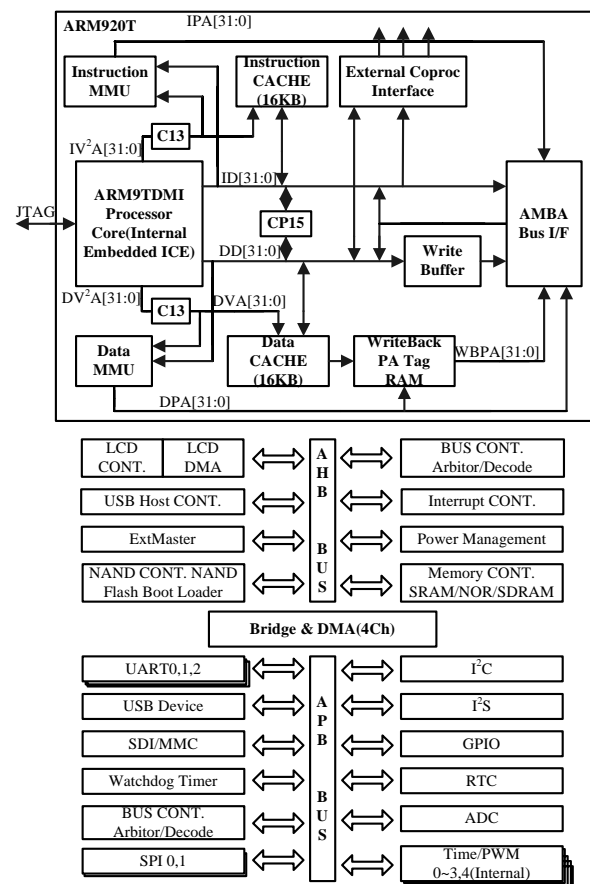 IPA[31:0]
ARM920T
Instruction
MMU
Instruction
CACHE
(16KB)
External Coproc
Interface
C13
IV²A[31:0]
ID[31:0]
JTAG
ARM9TDMI
Processor
Core(Internal
Embedded ICE)
CP15
AMBA
Bus I/F
DD[31:0]
Write
Buffer
DV²A[31:0]
C13
DVA[31:0]
Data
MMU
Data
CACHE
(16KB)
WriteBack
PA Tag
RAM
WBPA[31:0]
DPA[31:0]
LCD
CONT.
LCD
DMA
USB Host CONT.
ExtMaster
NAND CONT. NAND
Flash Boot Loader
A
H
B
B
U
S
BUS CONT.
Arbitor/Decode
Interrupt CONT.
Power Management
Memory CONT.
SRAM/NOR/SDRAM
Bridge & DMA(4Ch)
UART0,1,2
USB Device
SDI/MMC
Watchdog Timer
BUS CONT.
Arbitor/Decode
SPI 0,1
A
P
B
B
U
S
I²C
I²S
GPIO
RTC
ADC
Time/PWM
0~3,4(Internal)